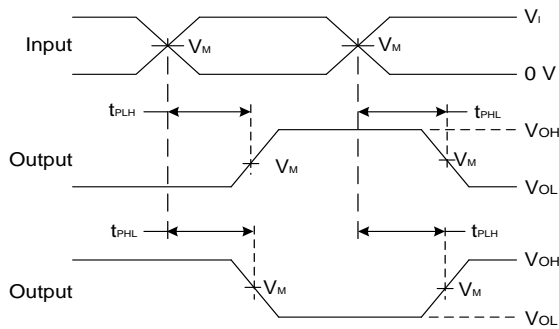 VI
Input
VM
VM
0 V
tPLH
tPHL
VOH
Output
VM
VM
VOL
tPHL
tPLH
VOH
Output
VM
VM
VOL